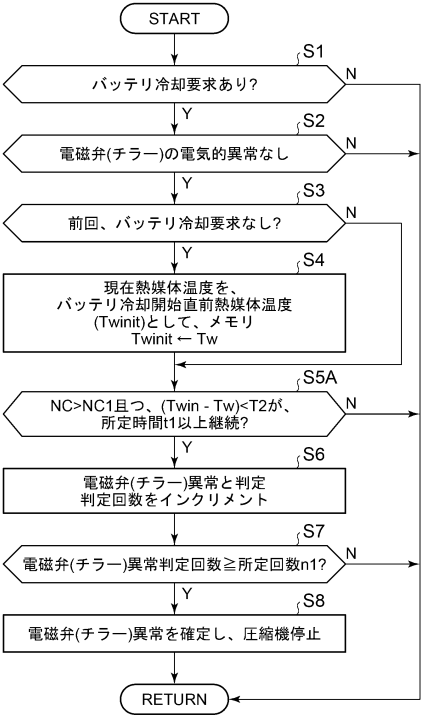 START
S1
バッテリ冷却要求あり?
N
Y
S2
電磁弁(チラー)の電気的異常なし
N
Y
S3
前回、バッテリ冷却要求なし?
N
Y
S4
現在熱媒体温度を、
バッテリ冷却開始直前熱媒体温度
(Twinit)として、メモリ
Twinit ← Tw
S5A
NC>NC1且つ、(Twin - Tw)<T2が、
所定時間t1以上継続?
N
Y
S6
電磁弁(チラー)異常と判定
判定回数をインクリメント
S7
電磁弁(チラー)異常判定回数≧所定回数n1?
N
Y
S8
電磁弁(チラー)異常を確定し、圧縮機停止
RETURN